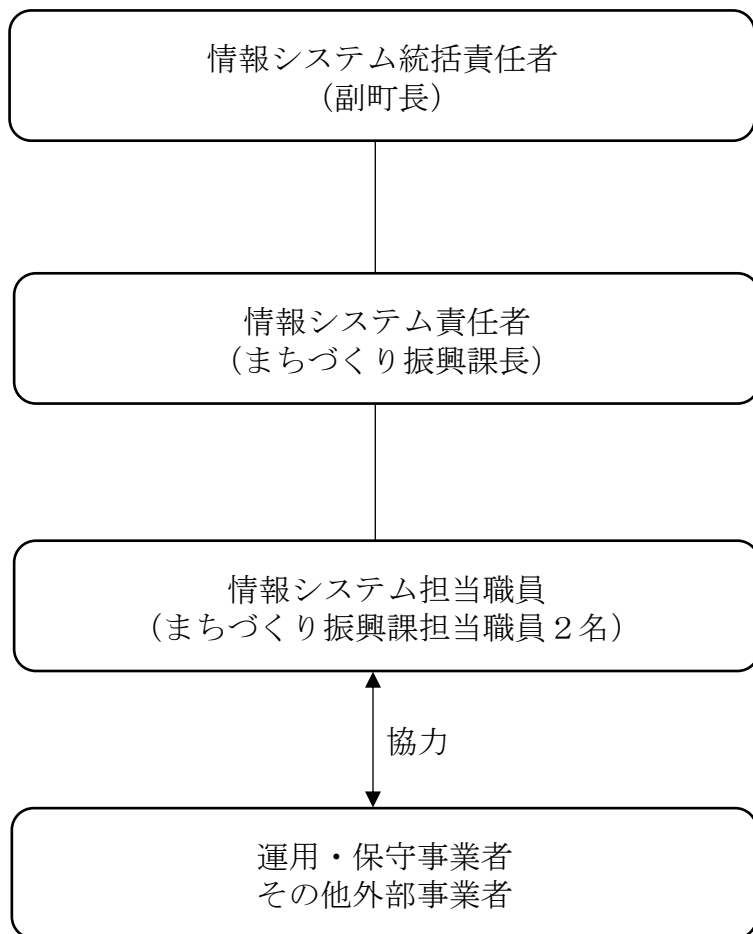 情報システム統括責任者
（副町長）
情報システム責任者
（まちづくり振興課長）
情報システム担当職員
（まちづくり振興課担当職員２名）
協力
運用・保守事業者
その他外部事業者